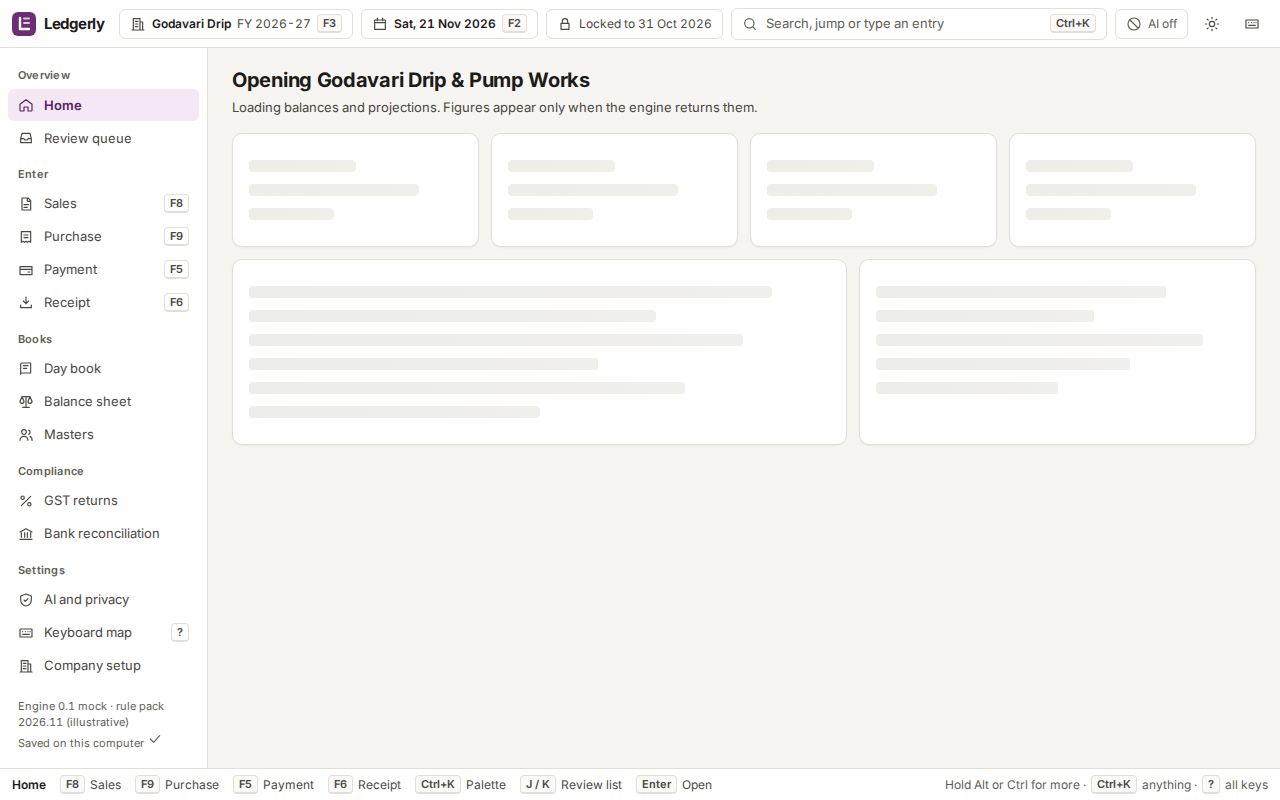 Ledgerly
Godavari Drip FY 2026-27 F3
Sat, 21 Nov 2026 F2
Locked to 31 Oct 2026
Search, jump or type an entry Ctrl+K
AI off
Overview
Home
Review queue
Enter
Sales F8
Purchase F9
Payment F5
Receipt F6
Books
Day book
Balance sheet
Masters
Compliance
GST returns
Bank reconciliation
Settings
AI and privacy
Keyboard map ?
Company setup
Engine 0.1 mock · rule pack
2026.11 (illustrative)
Saved on this computer
Opening Godavari Drip & Pump Works
Loading balances and projections. Figures appear only when the engine returns them.
Home F8 Sales F9 Purchase F5 Payment F6 Receipt Ctrl+K Palette J / K Review list Enter Open
Hold Alt or Ctrl for more · Ctrl+K anything · ? all keys